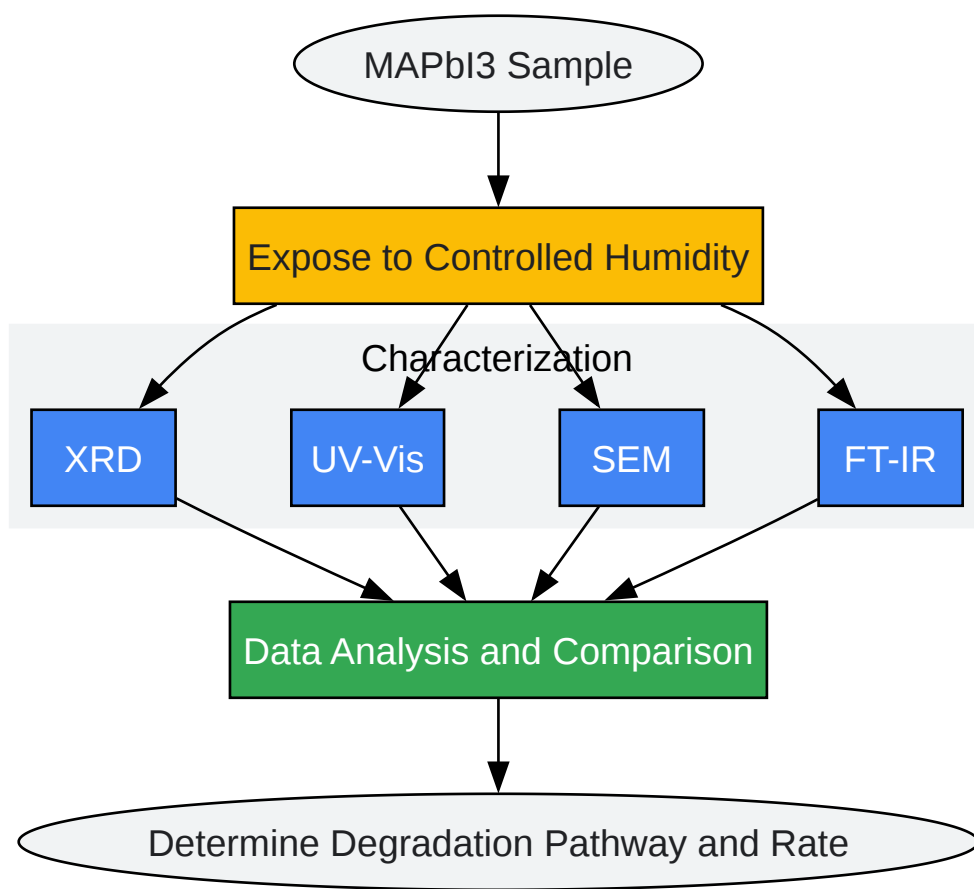 MAPbI3 Sample
Expose to Controlled Humidity
Characterization
XRD
UV-Vis
SEM
FT-IR
Data Analysis and Comparison
Determine Degradation Pathway and Rate